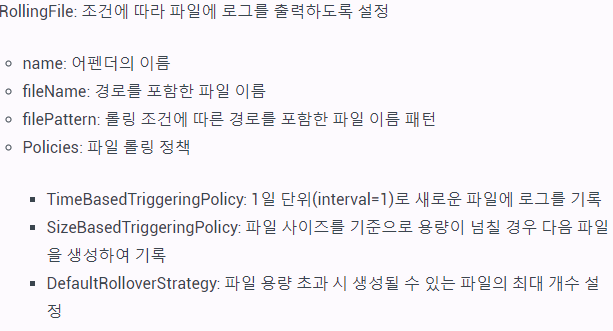 RollingFile: 조건에 따라 파일에 로그를 출력하도록 설정
name: 어펜더의 이름
fileName: 경로를 포함한 파일 이름
filePattern: 롤링 조건에 따른 경로를 포함한 파일 이름 패턴
Policies: 파일 롤링 정책
TimeBasedTriggeringPolicy: 1일 단위(interval=1)로 새로운 파일에 로그를 기록
SizeBasedTriggeringPolicy: 파일 사이즈를 기준으로 용량이 넘칠 경우 다음 파일
을 생성하여 기록
DefaultRolloverStrategy: 파일 용량 초과 시 생성될 수 있는 파일의 최대 개수 설
정